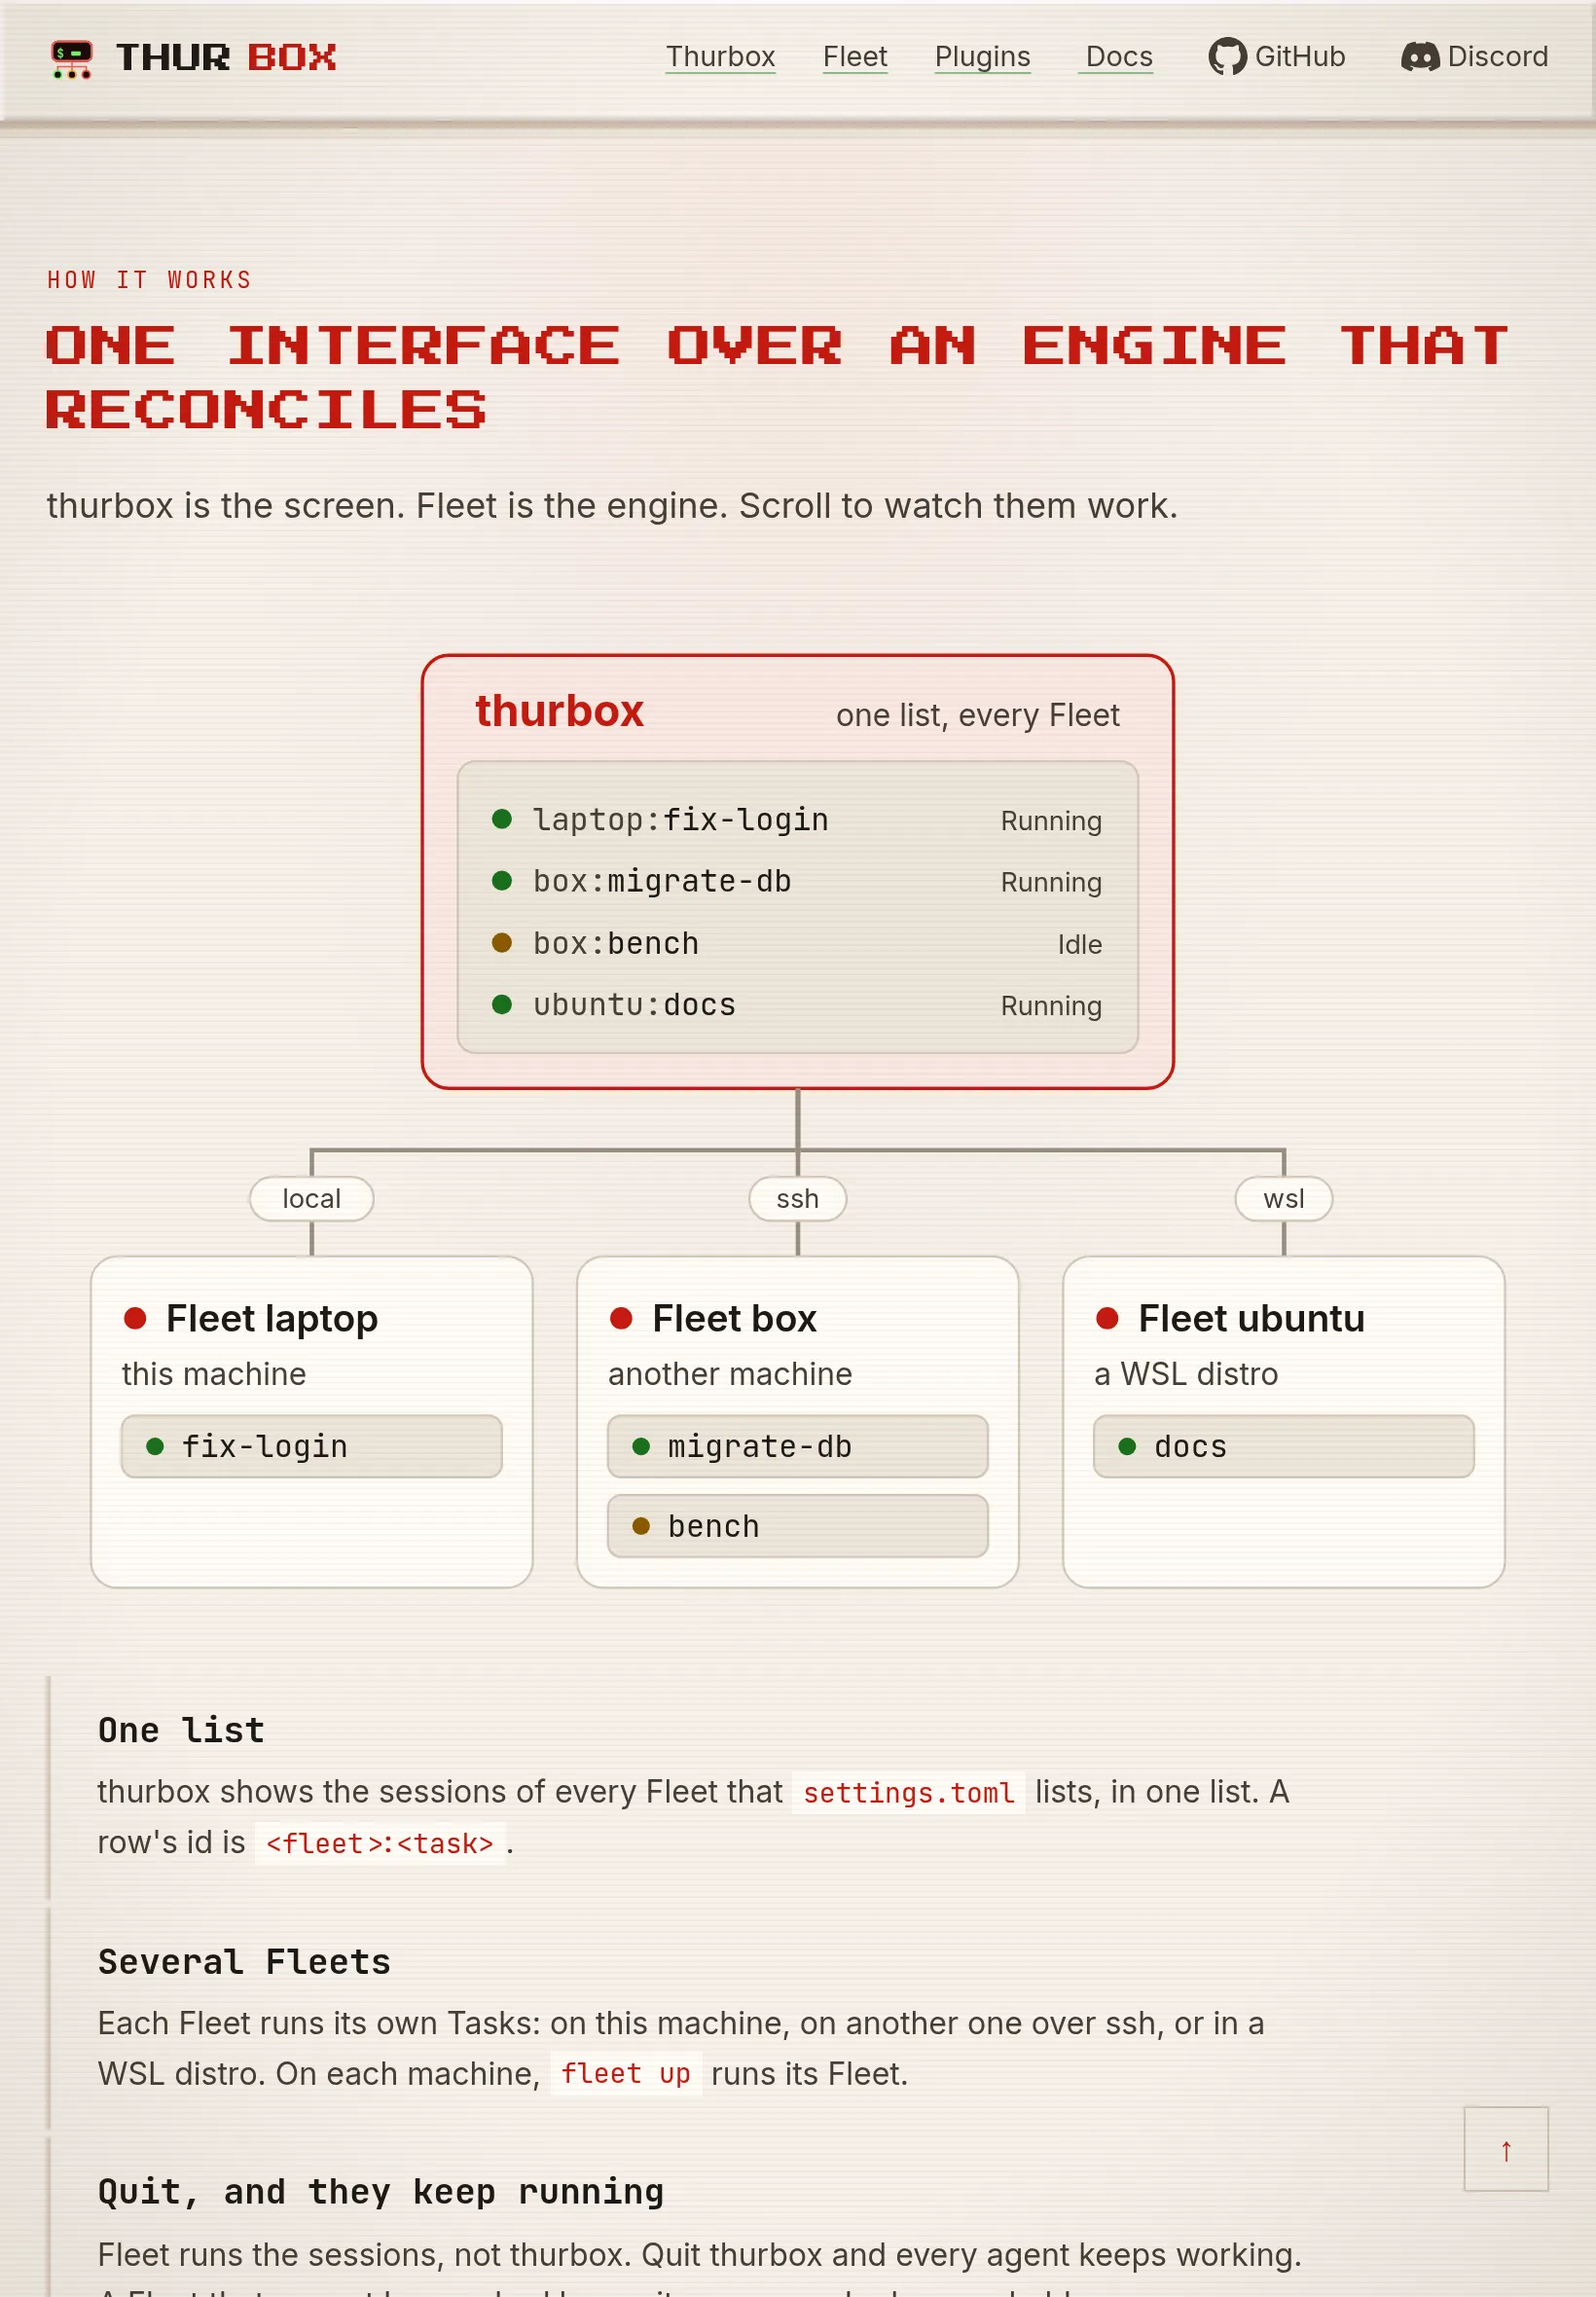 $
THUR BOX
Thurbox Fleet Plugins Docs GitHub Discord
HOW IT WORKS
ONE INTERFACE OVER AN ENGINE THAT
RECONCILES
thurbox is the screen. Fleet is the engine. Scroll to watch them work.
thurbox one list, every Fleet
laptop:fix-login Running
box:migrate-db Running
box:bench Idle
ubuntu:docs Running
local ssh wsl
Fleet laptop
this machine
fix-login
Fleet box
another machine
migrate-db
bench
Fleet ubuntu
a WSL distro
docs
One list
thurbox shows the sessions of every Fleet that settings.toml lists, in one list. A
row's id is <fleet>:<task>.
Several Fleets
Each Fleet runs its own Tasks: on this machine, on another one over ssh, or in a
WSL distro. On each machine, fleet up runs its Fleet.
↑
Quit, and they keep running
Fleet runs the sessions, not thurbox. Quit thurbox and every agent keeps working.